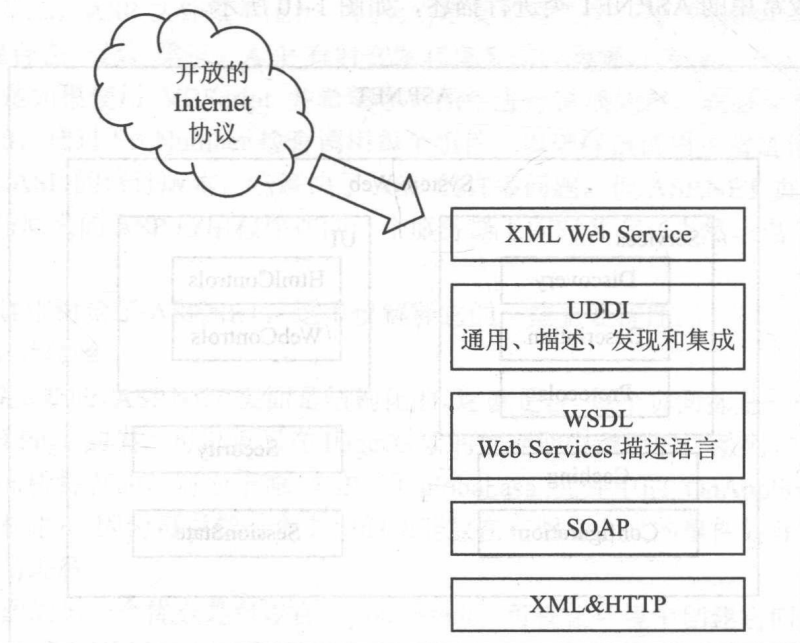 开放的
Internet
协议
XML Web Service
UDDI
通用、描述、发现和集成
WSDL
Web Services 描述语言
SOAP
XML&HTTP